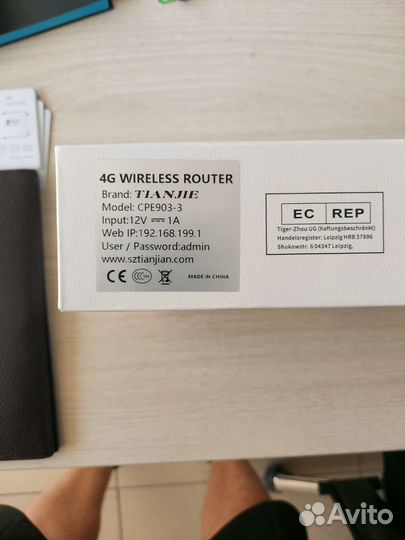 4G WIRELESS ROUTER
Brand: TIANJIE
Model: CPE903-3
Input:12V ⎓ 1A
Web IP:192.168.199.1
User / Password:admin
www.sztianjian.com
CE
MADE IN CHINA
EC REP
Tiger-Zhou UG (haftungsbeschränkt)
Handelsregister: Leipzig HRB 37896
Shukowstr. 6 04347 Leipzig,
Avito